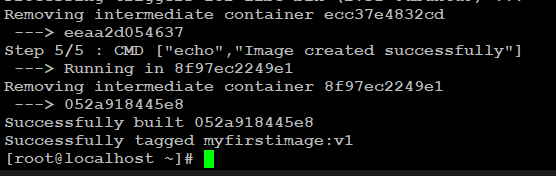 Removing intermediate container ecc37e4832cd
---> eeaa2d054637
Step 5/5 : CMD ["echo","Image created successfully"]
---> Running in 8f97ec2249e1
Removing intermediate container 8f97ec2249e1
---> 052a918445e8
Successfully built 052a918445e8
Successfully tagged myfirstimage:v1
[root@localhost ~]#